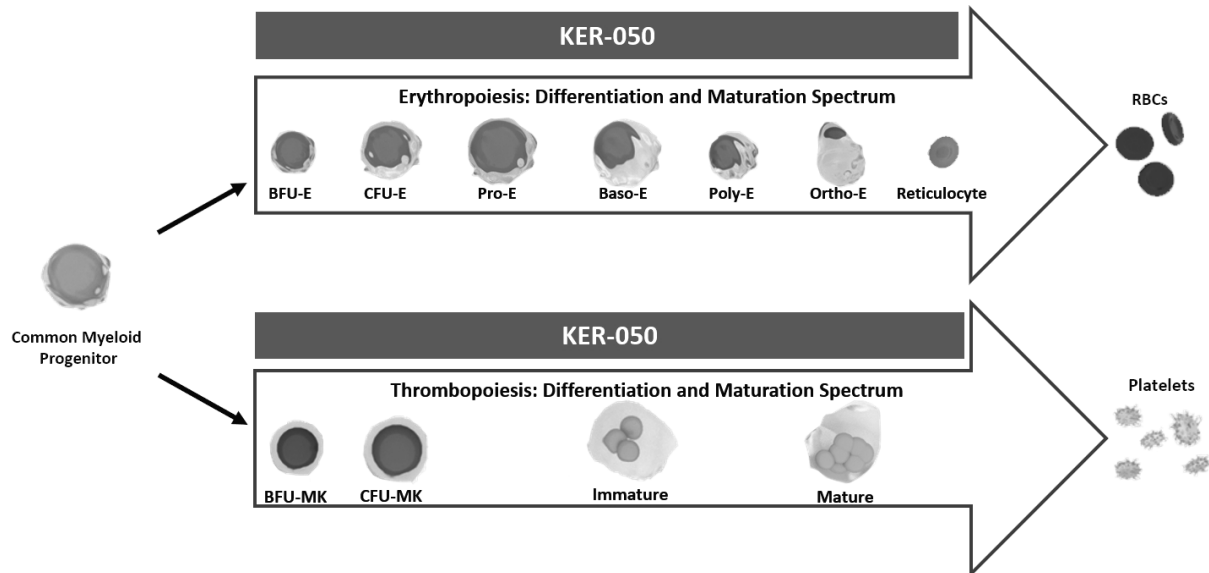 KER-050
Erythropoiesis: Differentiation and Maturation Spectrum
BFU-E
CFU-E
Pro-E
Baso-E
Poly-E
Ortho-E
Reticulocyte
RBCs
Common Myeloid
Progenitor
KER-050
Thrombopoiesis: Differentiation and Maturation Spectrum
BFU-MK
CFU-MK
Immature
Mature
Platelets